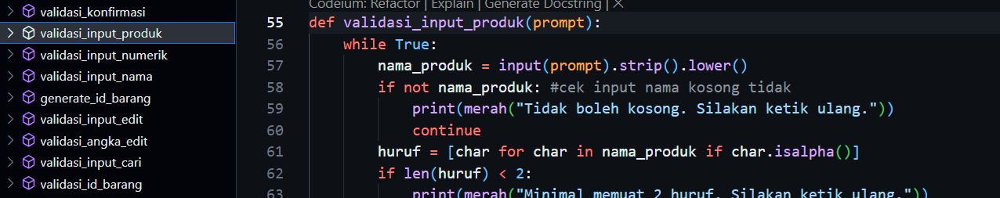 validasi_konfirmasi
validasi_input_produk
validasi_input_numerik
validasi_input_nama
generate_id_barang
validasi_input_edit
validasi_angka_edit
validasi_input_cari
validasi_id_barang
Codeium: Refactor | Explain | Generate Docstring | ×
55 def validasi_input_produk(prompt):
56 while True:
57 nama_produk = input(prompt).strip().lower()
58 if not nama_produk: #cek input nama kosong tidak
59 print(merah("Tidak boleh kosong. Silakan ketik ulang."))
60 continue
61 huruf = [char for char in nama_produk if char.isalpha()]
62 if len(huruf) < 2:
63 print(merah("Minimal memuat 2 huruf. Silakan ketik ulang."))